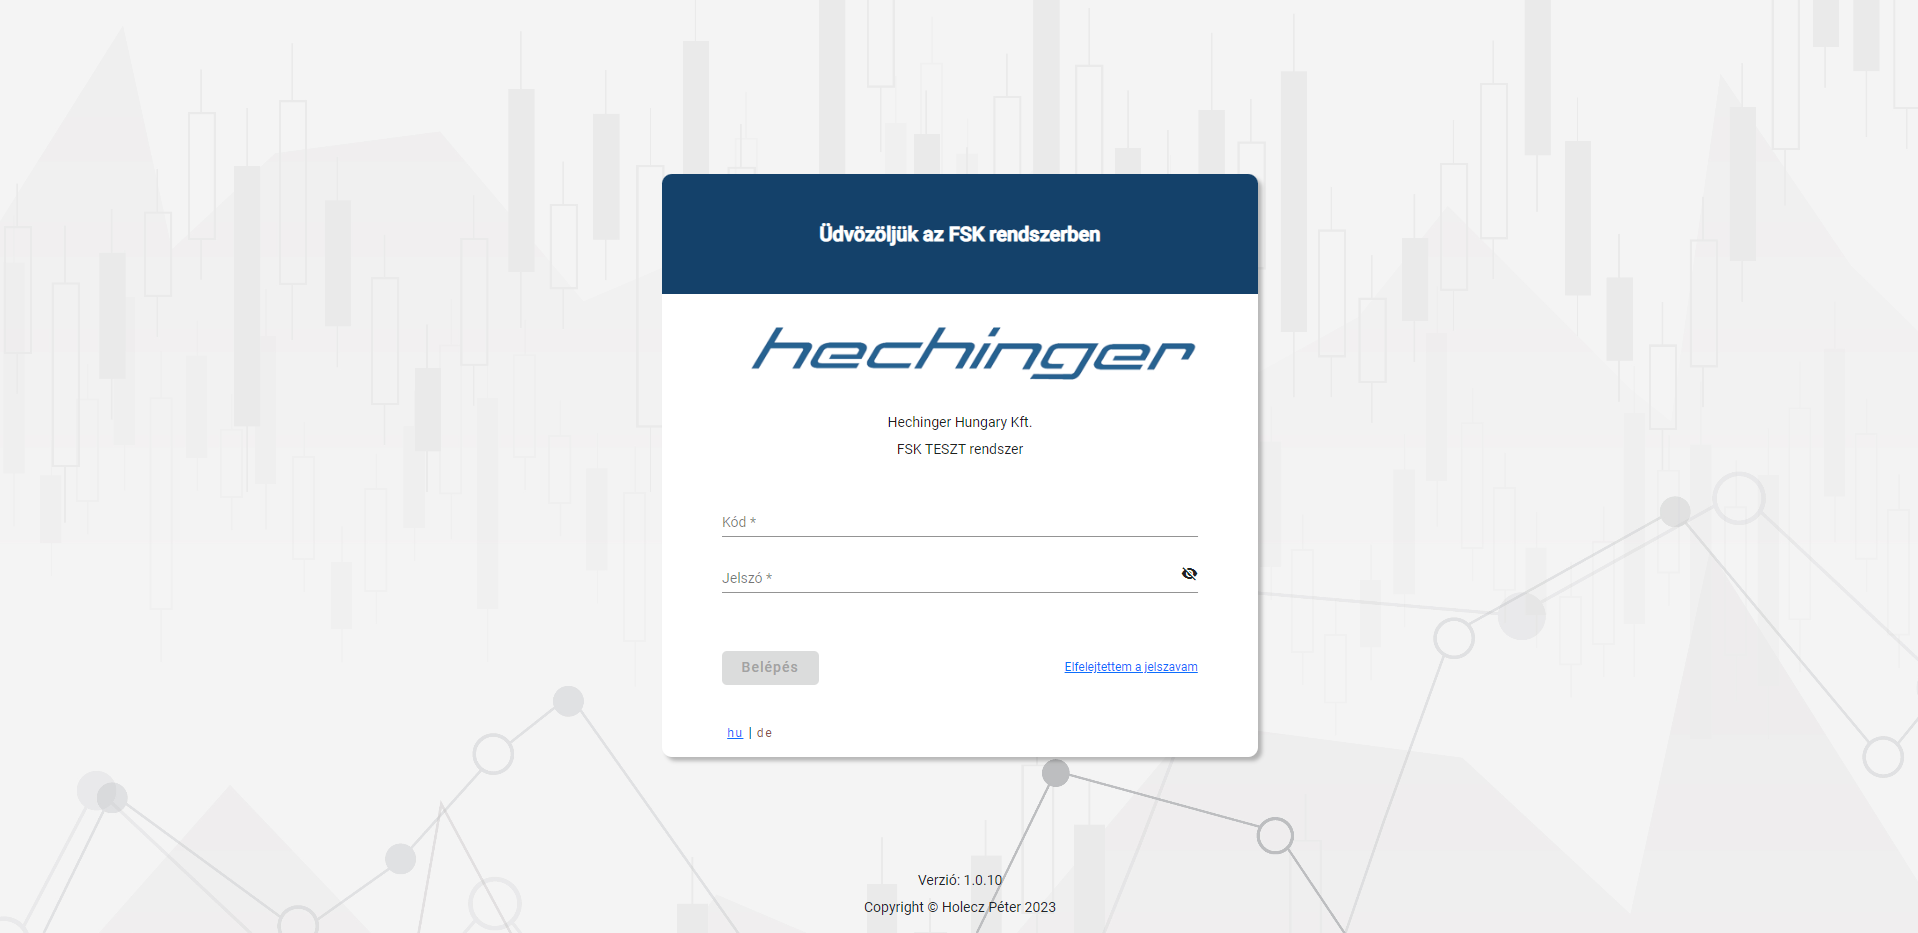 Üdvözöljük az FSK rendszerben
hechinger
Hechinger Hungary Kft.
FSK TESZT rendszer
Kód *
Jelszó *
Belépés
Elfelejtettem a jelszavam
hu | de
Verzió: 1.0.10
Copyright © Holecz Péter 2023